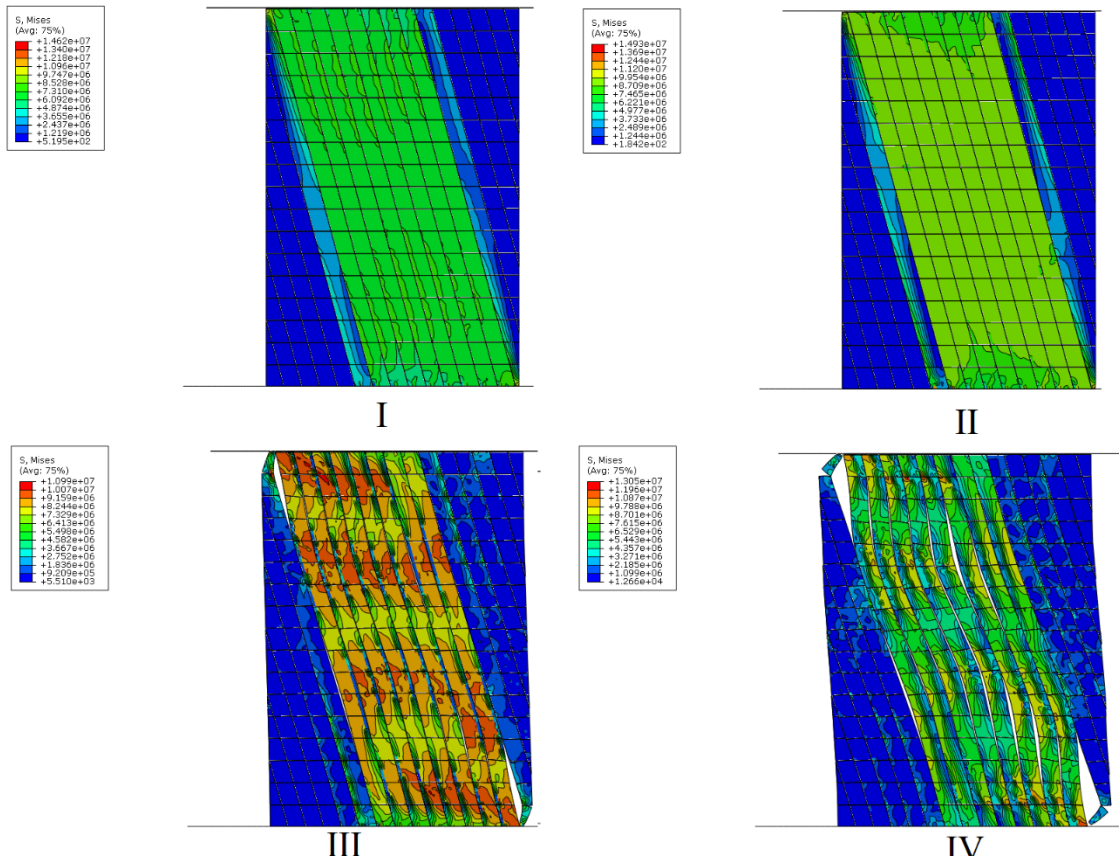 S, Mises
(Avg: 75%)
+1.462e+07
+1.340e+07
+1.218e+07
+1.096e+07
+9.747e+06
+8.528e+06
+7.310e+06
+6.092e+06
+4.874e+06
+3.655e+06
+2.437e+06
+1.219e+06
+5.195e+02
I
S, Mises
(Avg: 75%)
+1.493e+07
+1.369e+07
+1.244e+07
+1.120e+07
+9.954e+06
+8.709e+06
+7.465e+06
+6.221e+06
+4.977e+06
+3.733e+06
+2.489e+06
+1.244e+06
+1.842e+02
II
S, Mises
(Avg: 75%)
+1.099e+07
+1.007e+07
+9.159e+06
+8.244e+06
+7.329e+06
+6.413e+06
+5.498e+06
+4.582e+06
+3.667e+06
+2.752e+06
+1.836e+06
+9.209e+05
+5.510e+03
III
S, Mises
(Avg: 75%)
+1.305e+07
+1.196e+07
+1.087e+07
+9.788e+06
+8.701e+06
+7.615e+06
+6.529e+06
+5.443e+06
+4.357e+06
+3.271e+06
+2.185e+06
+1.099e+06
+1.266e+04
IV